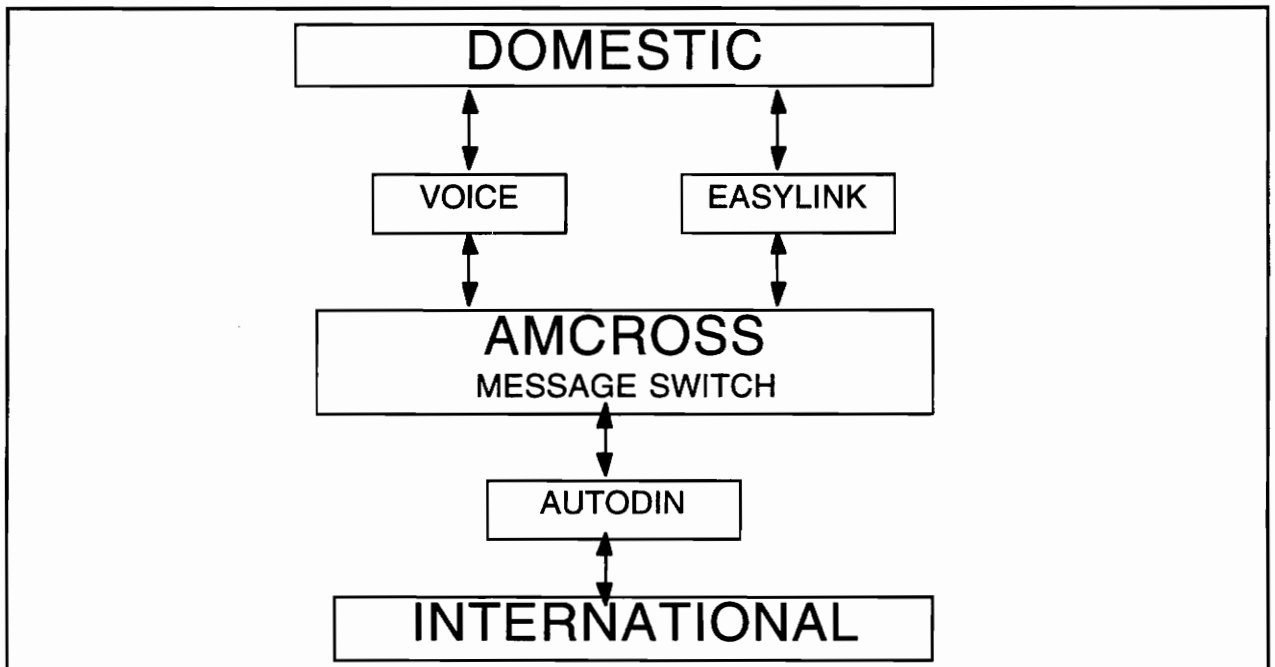 DOMESTIC
VOICE EASYLINK
AMCROSS
MESSAGE SWITCH
AUTODIN
INTERNATIONAL